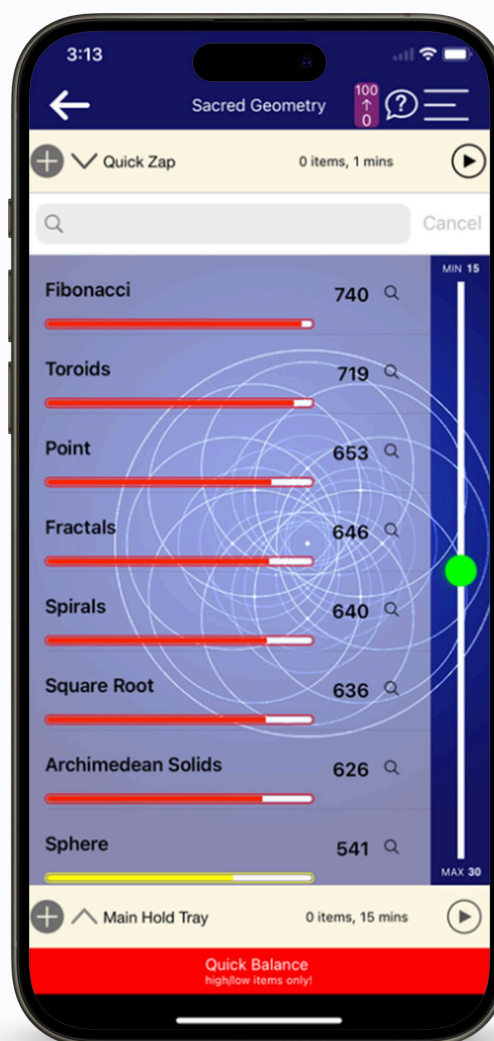 3:13
Sacred Geometry
100
↑
0
?
Quick Zap 0 items, 1 mins
Cancel
MIN 15
Fibonacci 740
Toroids 719
Point 653
Fractals 646
Spirals 640
Square Root 636
Archimedean Solids 626
Sphere 541
MAX 30
Main Hold Tray 0 items, 15 mins
Quick Balance
high/low items only!